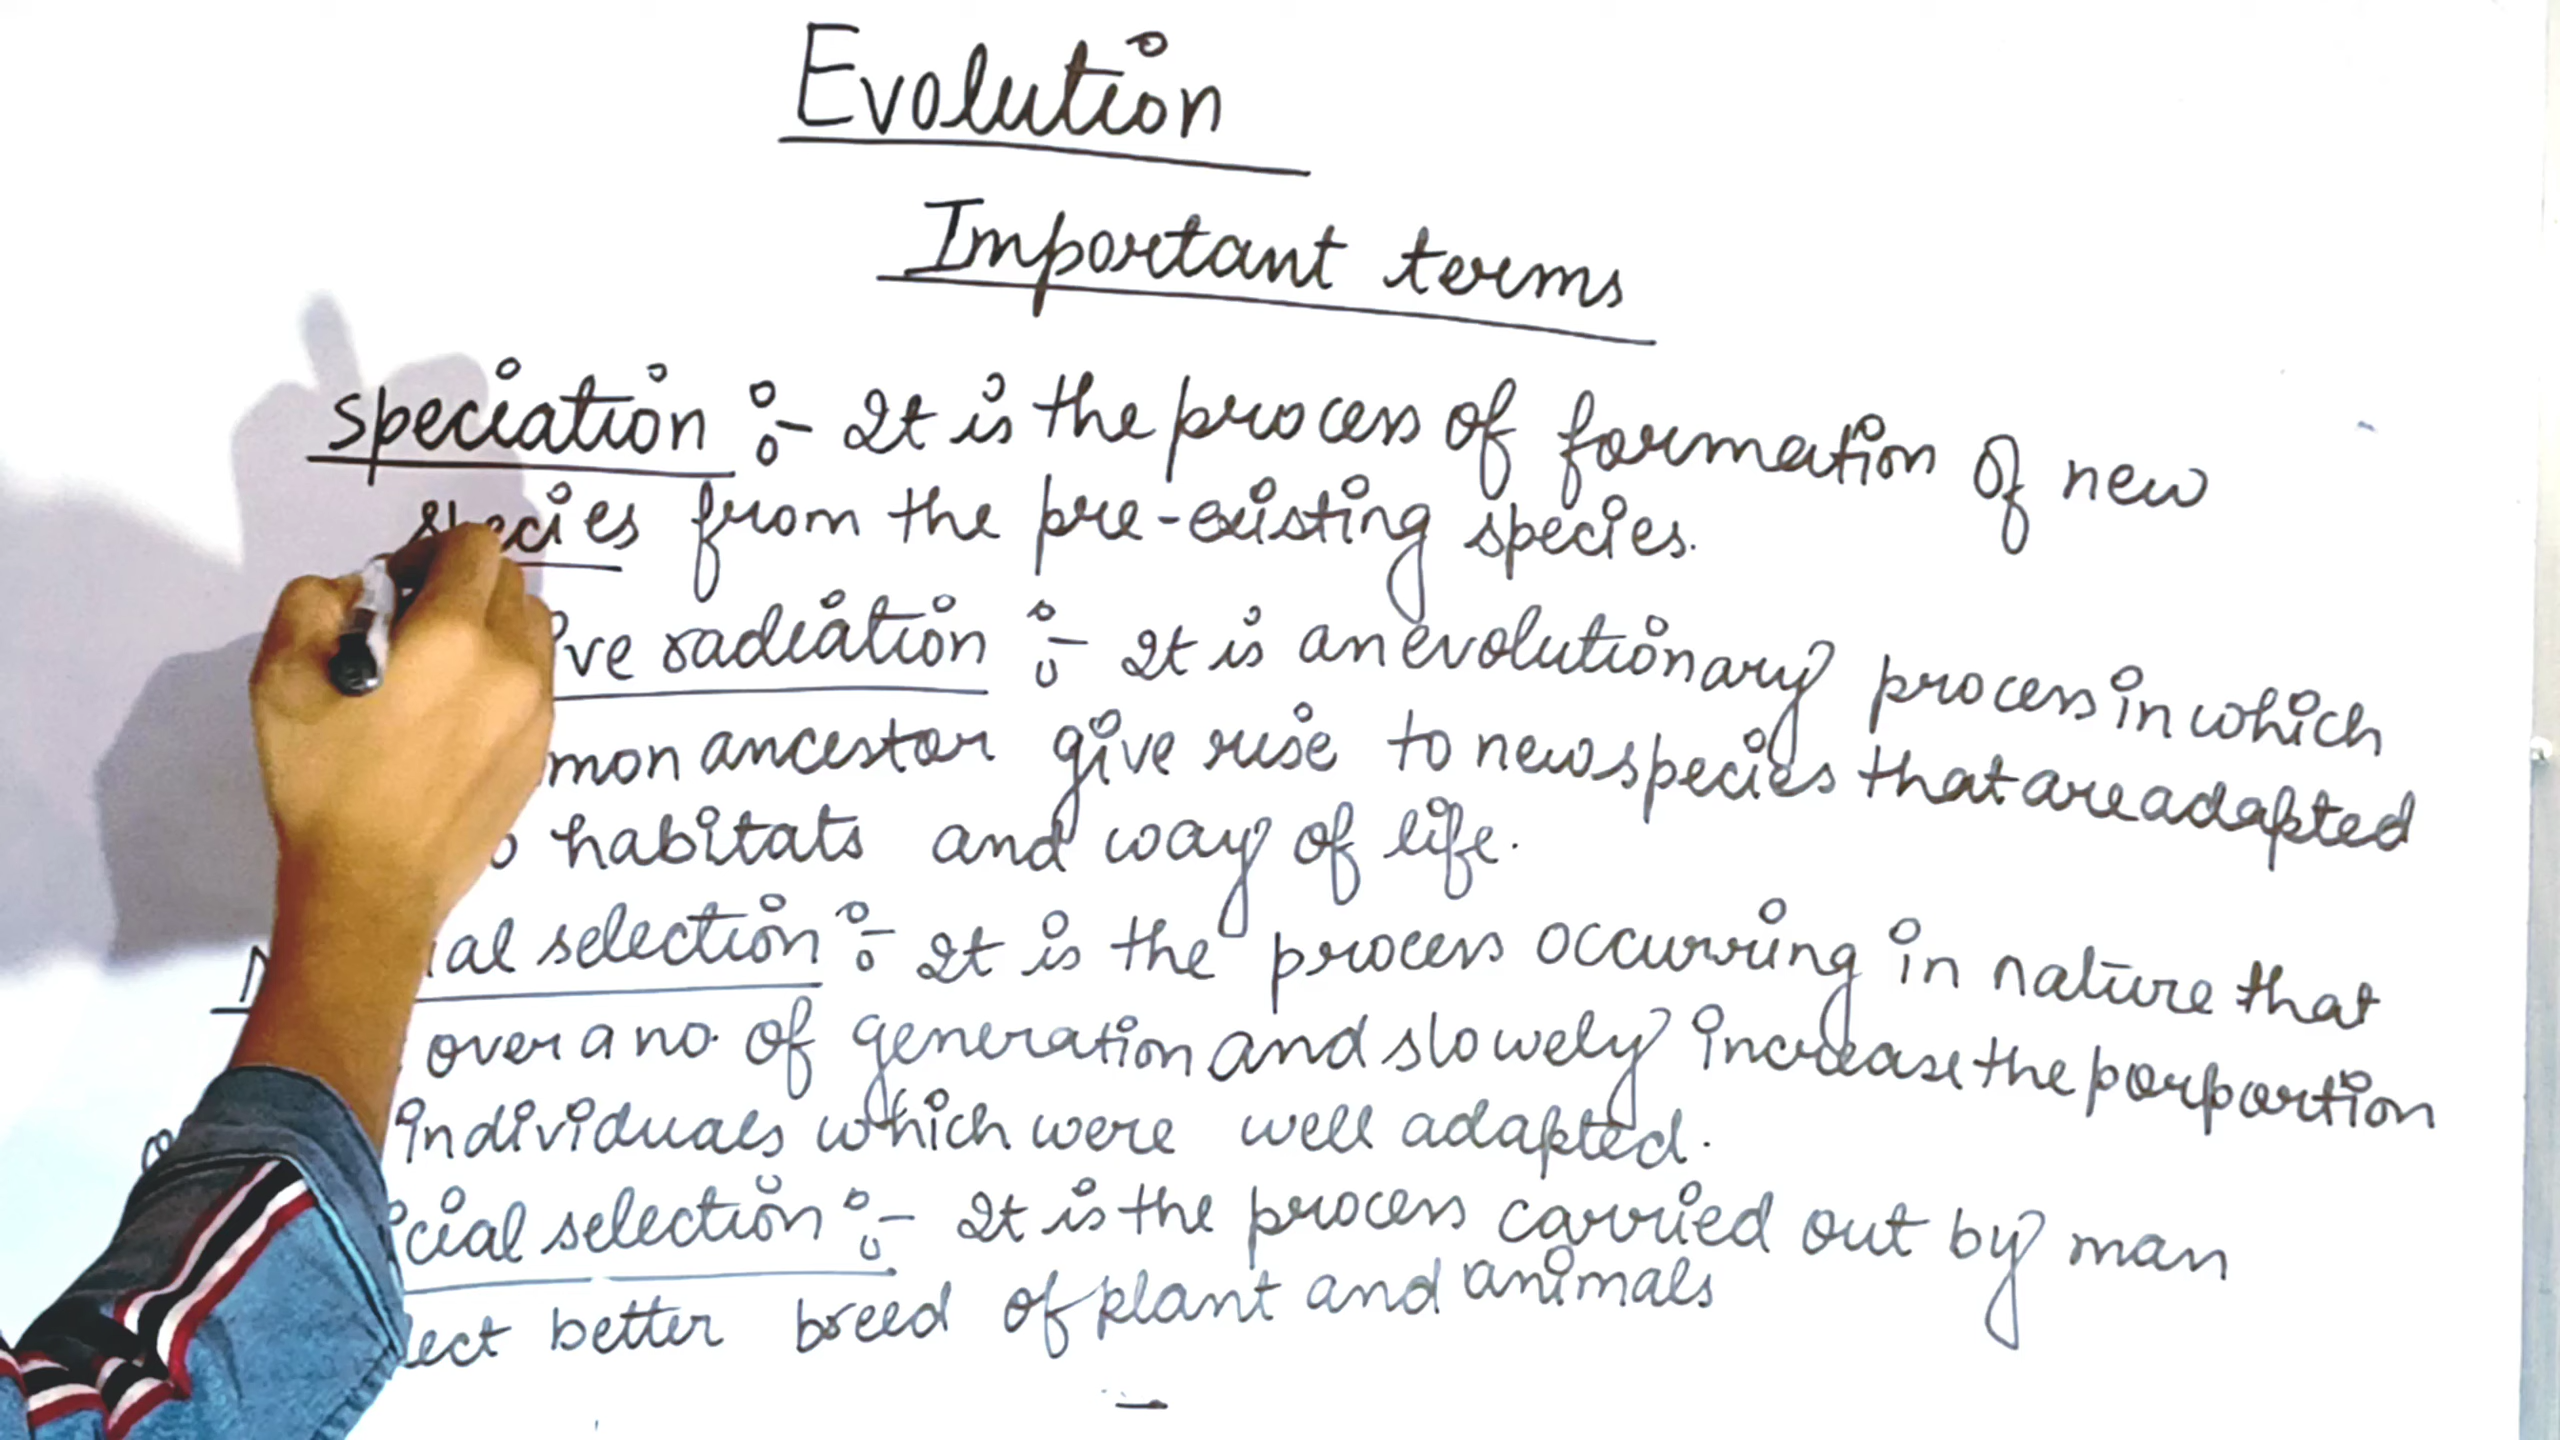 Evolution
Important terms
speciation :- It is the process of formation of new
species from the pre-existing species.
ve radiation :- It is an evolutionary process in which
mon ancestor give rise to new species that are adapted
o habitats and way of life.
al selection :- It is the process occurring in nature that
over a no. of generation and slowely increase the porportion
individuals which were well adapted.
cial selection :- It is the process carried out by man
lect better breed of plant and animals